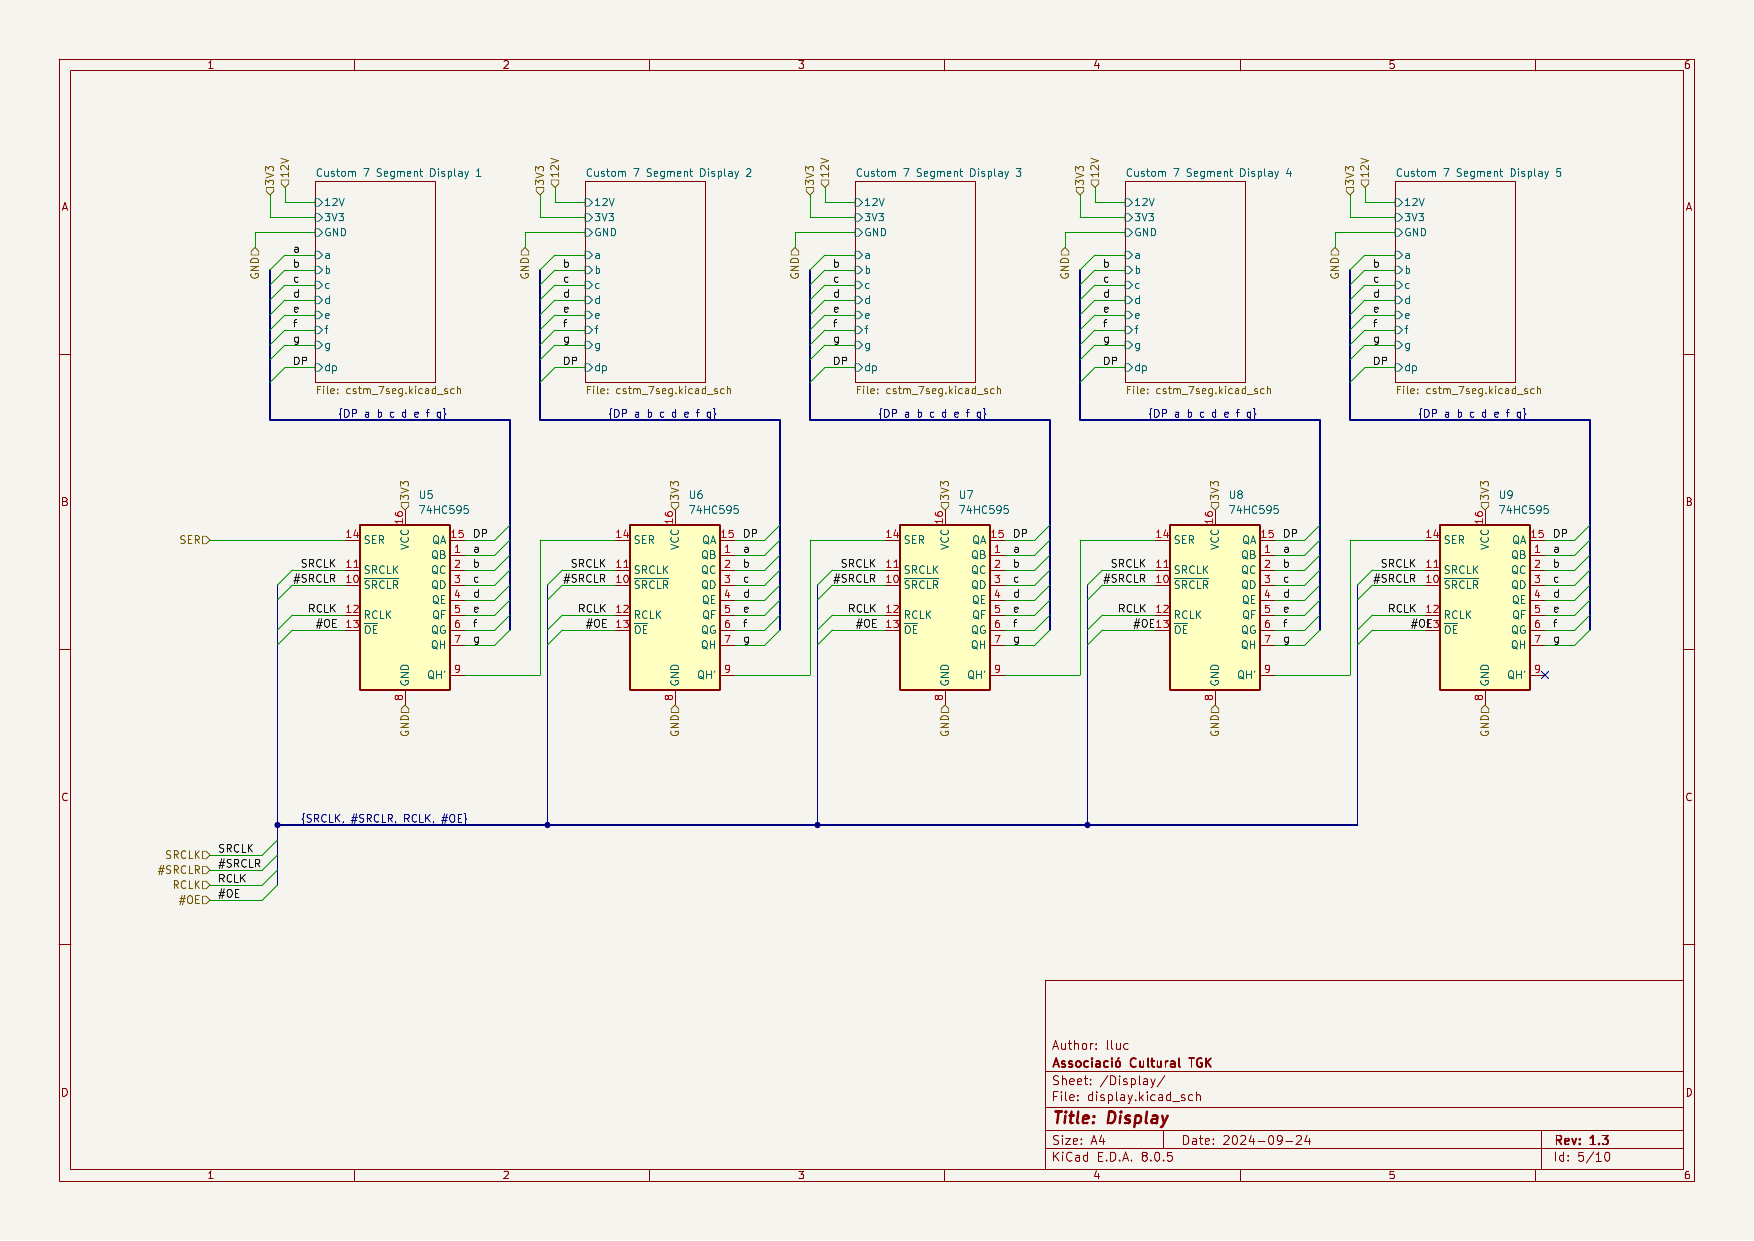 1 2 3 4 5 6
A A
B B
C C
D D
3V3 12V Custom 7 Segment Display 1
12V
3V3
GND
GND
a a
b b
c c
d d
e e
f f
g g
DP dp
File: cstm_7seg.kicad_sch
{DP a b c d e f g}
3V3 12V Custom 7 Segment Display 2
12V
3V3
GND
GND
a
b b
c c
d d
e e
f f
g g
DP dp
File: cstm_7seg.kicad_sch
{DP a b c d e f g}
3V3 12V Custom 7 Segment Display 3
12V
3V3
GND
GND
a
b b
c c
d d
e e
f f
g g
DP dp
File: cstm_7seg.kicad_sch
{DP a b c d e f g}
3V3 12V Custom 7 Segment Display 4
12V
3V3
GND
GND
a
b b
c c
d d
e e
f f
g g
DP dp
File: cstm_7seg.kicad_sch
{DP a b c d e f g}
3V3 12V Custom 7 Segment Display 5
12V
3V3
GND
GND
a
b b
c c
d d
e e
f f
g g
DP dp
File: cstm_7seg.kicad_sch
{DP a b c d e f g}
3V3 U5
74HC595
16 VCC
SER 14 SER QA 15 DP
QB 1 a
SRCLK 11 SRCLK QC 2 b
#SRCLR 10 SRCLR QD 3 c
QE 4 d
RCLK 12 RCLK QF 5 e
#OE 13 OE QG 6 f
QH 7 g
GND QH' 9
8
GND
3V3 U6
74HC595
16 VCC
14 SER QA 15 DP
QB 1 a
SRCLK 11 SRCLK QC 2 b
#SRCLR 10 SRCLR QD 3 c
QE 4 d
RCLK 12 RCLK QF 5 e
#OE 13 OE QG 6 f
QH 7 g
GND QH' 9
8
GND
3V3 U7
74HC595
16 VCC
14 SER QA 15 DP
QB 1 a
SRCLK 11 SRCLK QC 2 b
#SRCLR 10 SRCLR QD 3 c
QE 4 d
RCLK 12 RCLK QF 5 e
#OE 13 OE QG 6 f
QH 7 g
GND QH' 9
8
GND
3V3 U8
74HC595
16 VCC
14 SER QA 15 DP
QB 1 a
SRCLK 11 SRCLK QC 2 b
#SRCLR 10 SRCLR QD 3 c
QE 4 d
RCLK 12 RCLK QF 5 e
#OE 13 OE QG 6 f
QH 7 g
GND QH' 9
8
GND
3V3 U9
74HC595
16 VCC
14 SER QA 15 DP
QB 1 a
SRCLK 11 SRCLK QC 2 b
#SRCLR 10 SRCLR QD 3 c
QE 4 d
RCLK 12 RCLK QF 5 e
#OE 13 OE QG 6 f
QH 7 g
GND QH' 9
8
GND
{SRCLK, #SRCLR, RCLK, #OE}
SRCLK SRCLK
#SRCLR #SRCLR
RCLK RCLK
#OE #OE
Author: lluc
Associació Cultural TGK
Sheet: /Display/
File: display.kicad_sch
Title: Display
Size: A4 Date: 2024-09-24 Rev: 1.3
KiCad E.D.A. 8.0.5 Id: 5/10
1 2 3 4 5 6